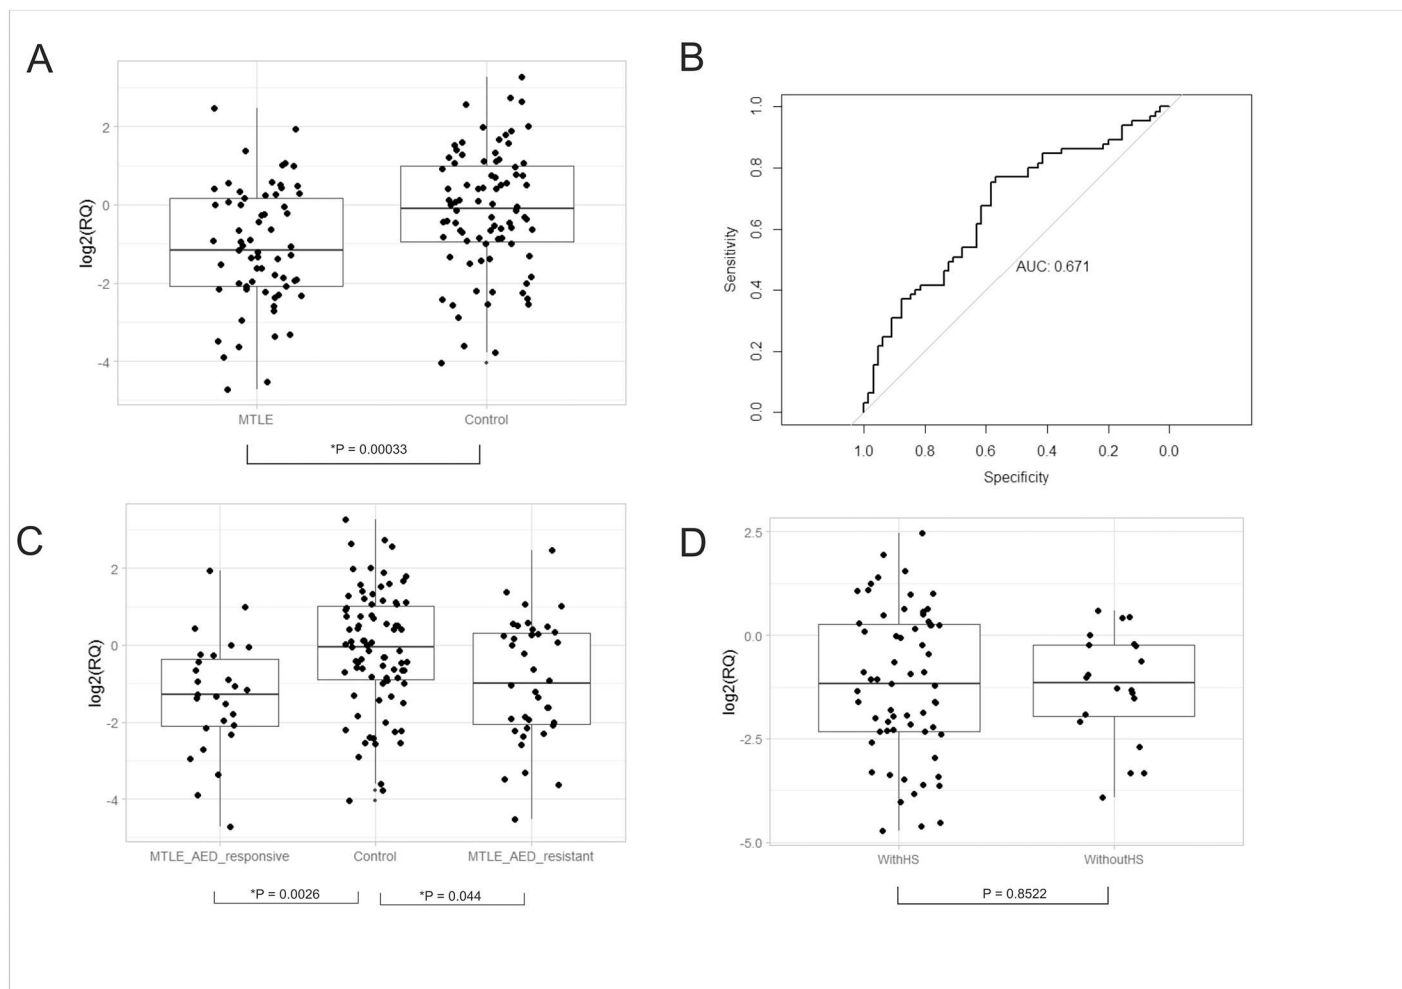 A
log2(RQ)
2
0
-2
-4
MTLE
Control
*P = 0.00033
B
Sensitivity
1.0
0.8
0.6
0.4
0.2
0.0
AUC: 0.671
1.0
0.8
0.6
0.4
0.2
0.0
Specificity
C
log2(RQ)
2
0
-2
-4
MTLE_AED_responsive
Control
MTLE_AED_resistant
*P = 0.0026
*P = 0.044
D
log2(RQ)
2.5
0.0
-2.5
-5.0
WithHS
WithoutHS
P = 0.8522